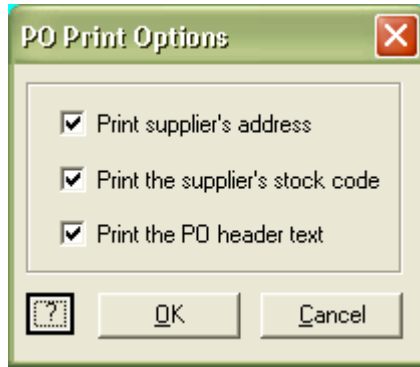 PO Print Options
Print supplier's address
Print the supplier's stock code
Print the PO header text
? OK Cancel